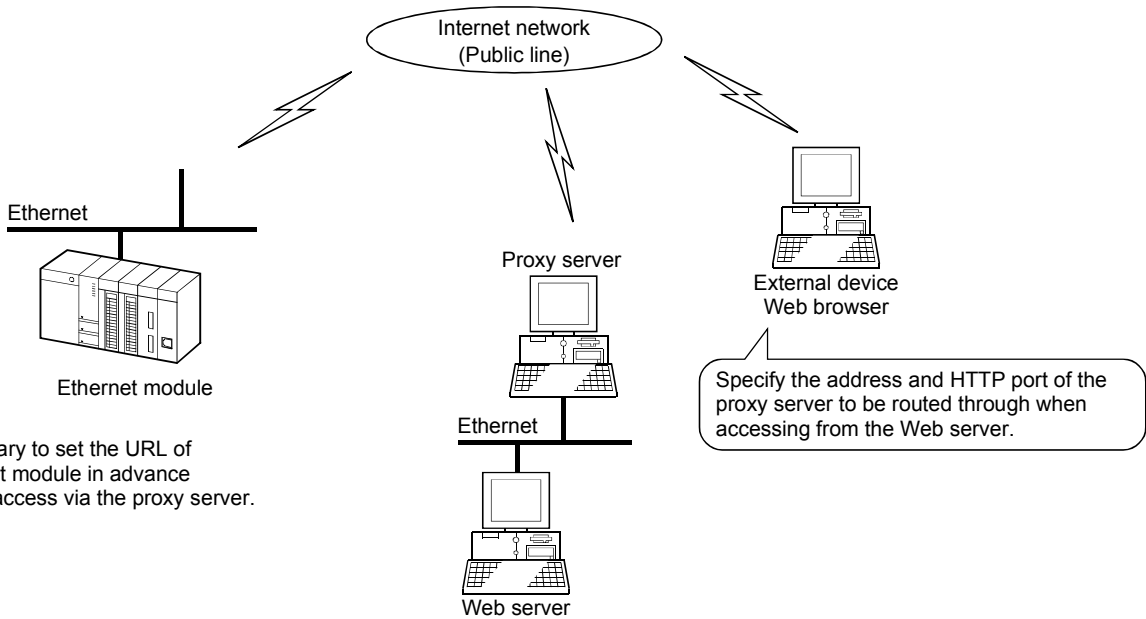 Internet network
(Public line)
Ethernet
Ethernet module
Proxy server
External device
Web browser
Specify the address and HTTP port of the
proxy server to be routed through when
accessing from the Web server.
Ethernet
to set the URL of
module in advance
access via the proxy server.
Web server